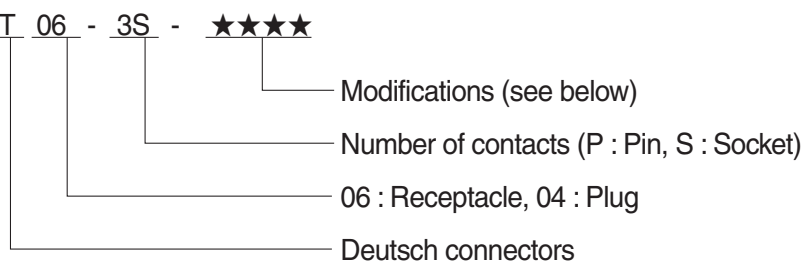 T 06 - 3S - ★★★★
Modifications (see below)
Number of contacts (P : Pin, S : Socket)
06 : Receptacle, 04 : Plug
Deutsch connectors